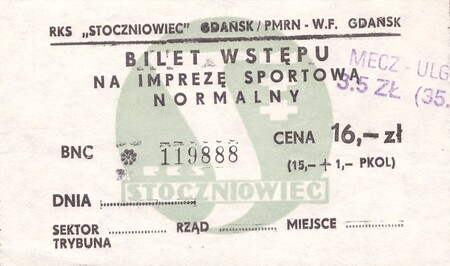 RKS „STOCZNIOWIEC" GDAŃSK/PMRN - W.F. GDAŃSK
BILET WSTĘPU
NA IMPREZĘ SPORTOWĄ
NORMALNY
MECZ - ULG
3.5 ZŁ (35.
BNC 119888
CENA 16,-zł
(15,- + 1,- PKOL)
RKS
STOCZNIOWIEC
DNIA
SEKTOR RZĄD MIEJSCE
TRYBUNA